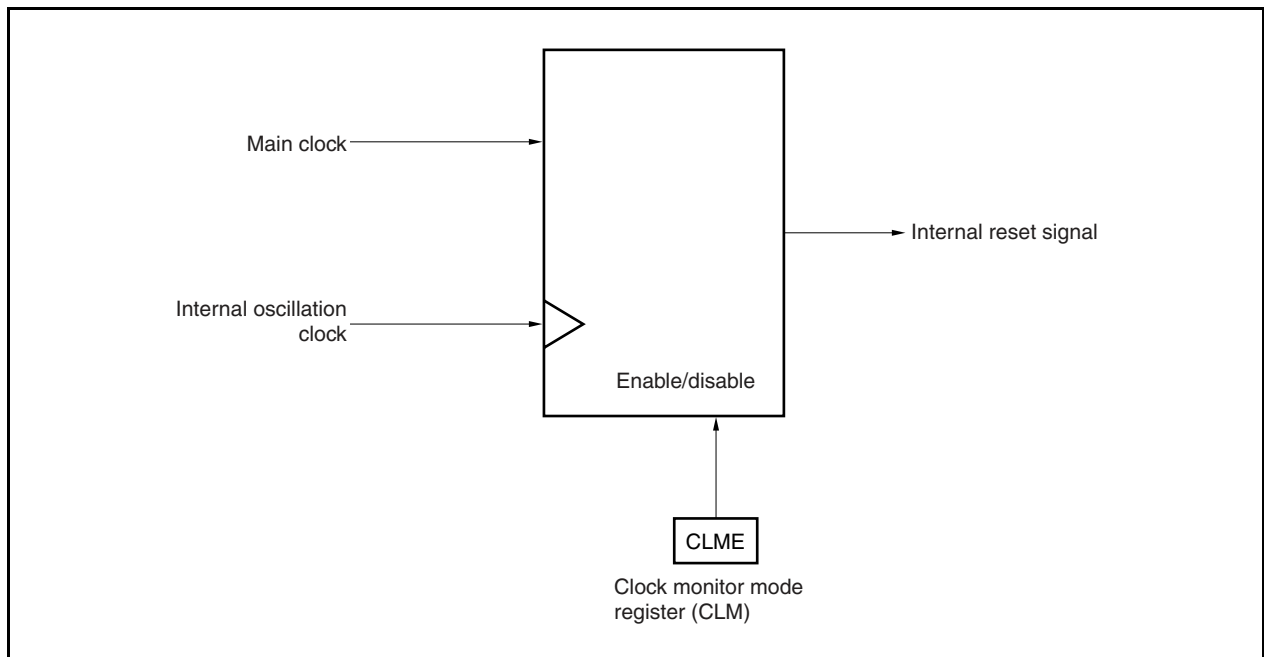 Main clock
Internal reset signal
Internal oscillation
clock
Enable/disable
CLME
Clock monitor mode
register (CLM)